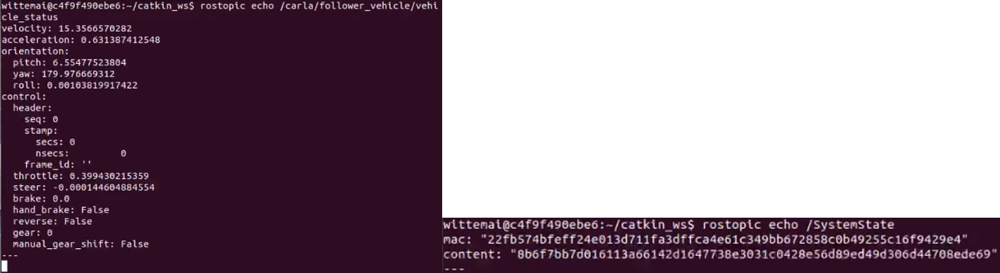 wittemai@c4f9f490ebe6:~/catkin_ws$ rostopic echo /carla/follower_vehicle/vehi
cle_status
velocity: 15.3566570282
acceleration: 0.631387412548
orientation:
  pitch: 6.55477523804
  yaw: 179.976669312
  roll: 0.00103819917422
control:
  header:
    seq: 0
    stamp:
      secs: 0
      nsecs:         0
    frame_id: ''
  throttle: 0.399430215359
  steer: -0.000144604884554
  brake: 0.0
  hand_brake: False
  reverse: False
  gear: 0
  manual_gear_shift: False
---
wittemai@c4f9f490ebe6:~/catkin_ws$ rostopic echo /SystemState
mac: "22fb574bfeff24e013d711fa3dffca4e61c349bb672858c0b49255c16f9429e4"
content: "8b6f7bb7d016113a66142d1647738e3031c0428e56d89ed49d306d44708ede69"
---